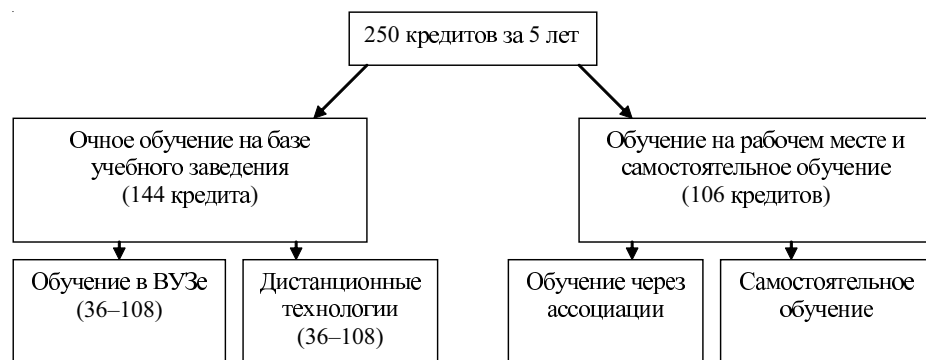 250 кредитов за 5 лет
Очное обучение на базе
учебного заведения
(144 кредита)
Обучение на рабочем месте и
самостоятельное обучение
(106 кредитов)
Обучение в ВУЗе
(36–108)
Дистанционные
технологии
(36–108)
Обучение через
ассоциации
Самостоятельное
обучение